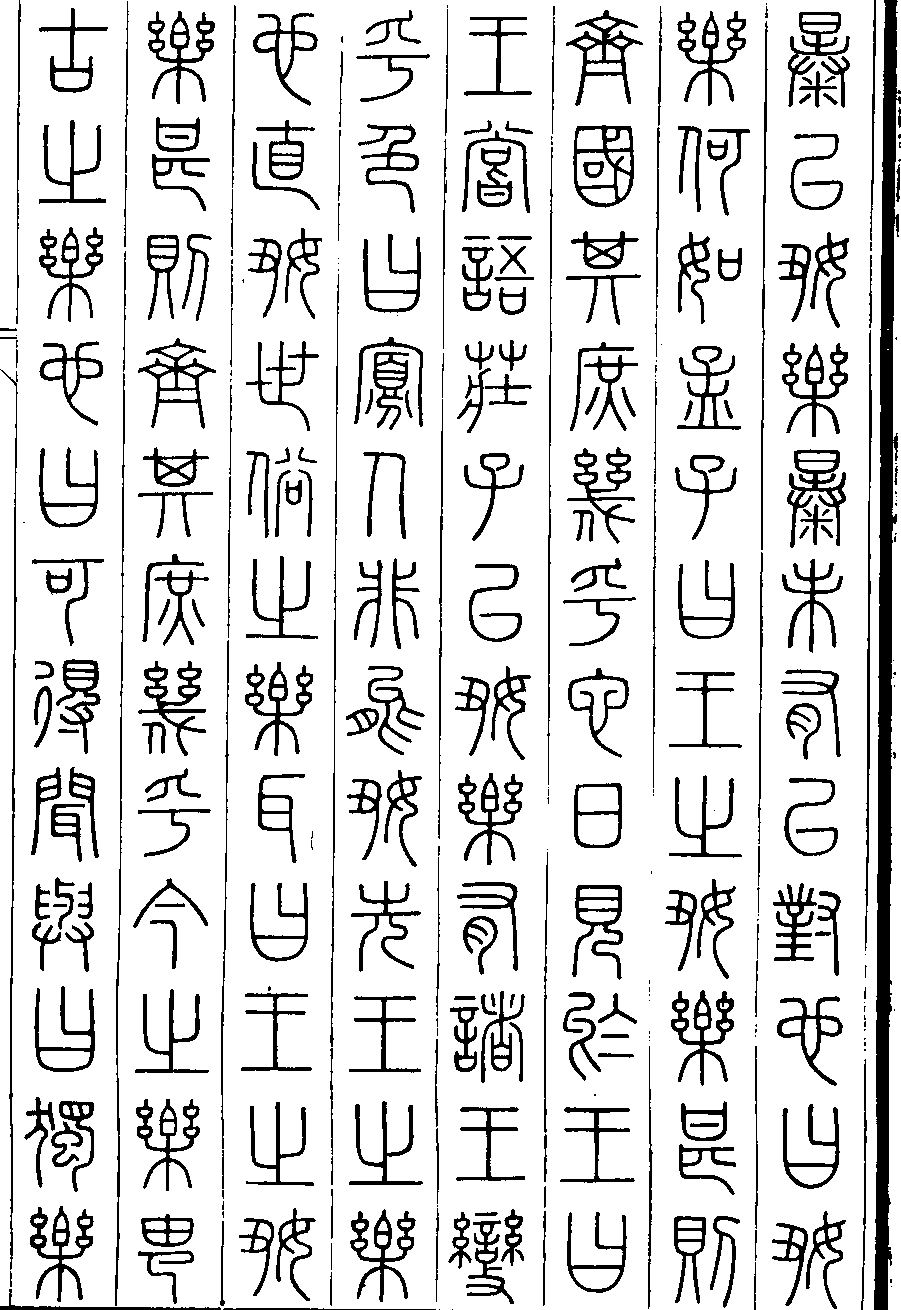 暴以好樂暴未有以對也曰好
樂何如孟子曰王之好樂甚則
齊國其庶幾乎它日見於王曰
王嘗語莊子以好樂有諸王變
乎色曰寡人非能好先王之樂
也直好世俗之樂耳曰王之好
樂甚則齊其庶幾乎今之樂由
古之樂也曰可得聞與曰獨樂